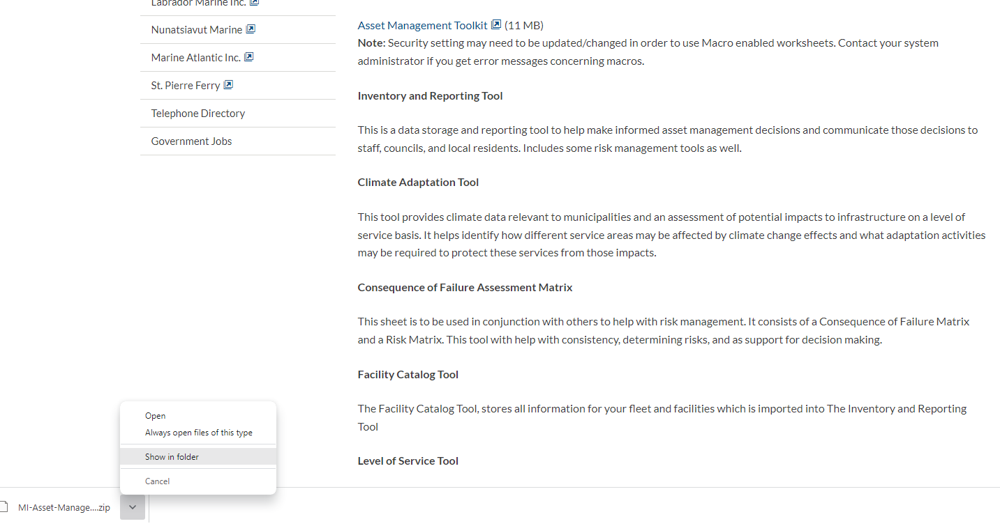 Labrador Marine Inc.
Nunatsiavut Marine
Marine Atlantic Inc.
St. Pierre Ferry
Telephone Directory
Government Jobs
Asset Management Toolkit (11 MB)
Note: Security setting may need to be updated/changed in order to use Macro enabled worksheets. Contact your system
administrator if you get error messages concerning macros.
Inventory and Reporting Tool
This is a data storage and reporting tool to help make informed asset management decisions and communicate those decisions to
staff, councils, and local residents. Includes some risk management tools as well.
Climate Adaptation Tool
This tool provides climate data relevant to municipalities and an assessment of potential impacts to infrastructure on a level of
service basis. It helps identify how different service areas may be affected by climate change effects and what adaptation activities
may be required to protect these services from those impacts.
Consequence of Failure Assessment Matrix
This sheet is to be used in conjunction with others to help with risk management. It consists of a Consequence of Failure Matrix
and a Risk Matrix. This tool with help with consistency, determining risks, and as support for decision making.
Facility Catalog Tool
The Facility Catalog Tool, stores all information for your fleet and facilities which is imported into The Inventory and Reporting
Tool
Level of Service Tool
Open
Always open files of this type
Show in folder
Cancel
MI-Asset-Manage....zip